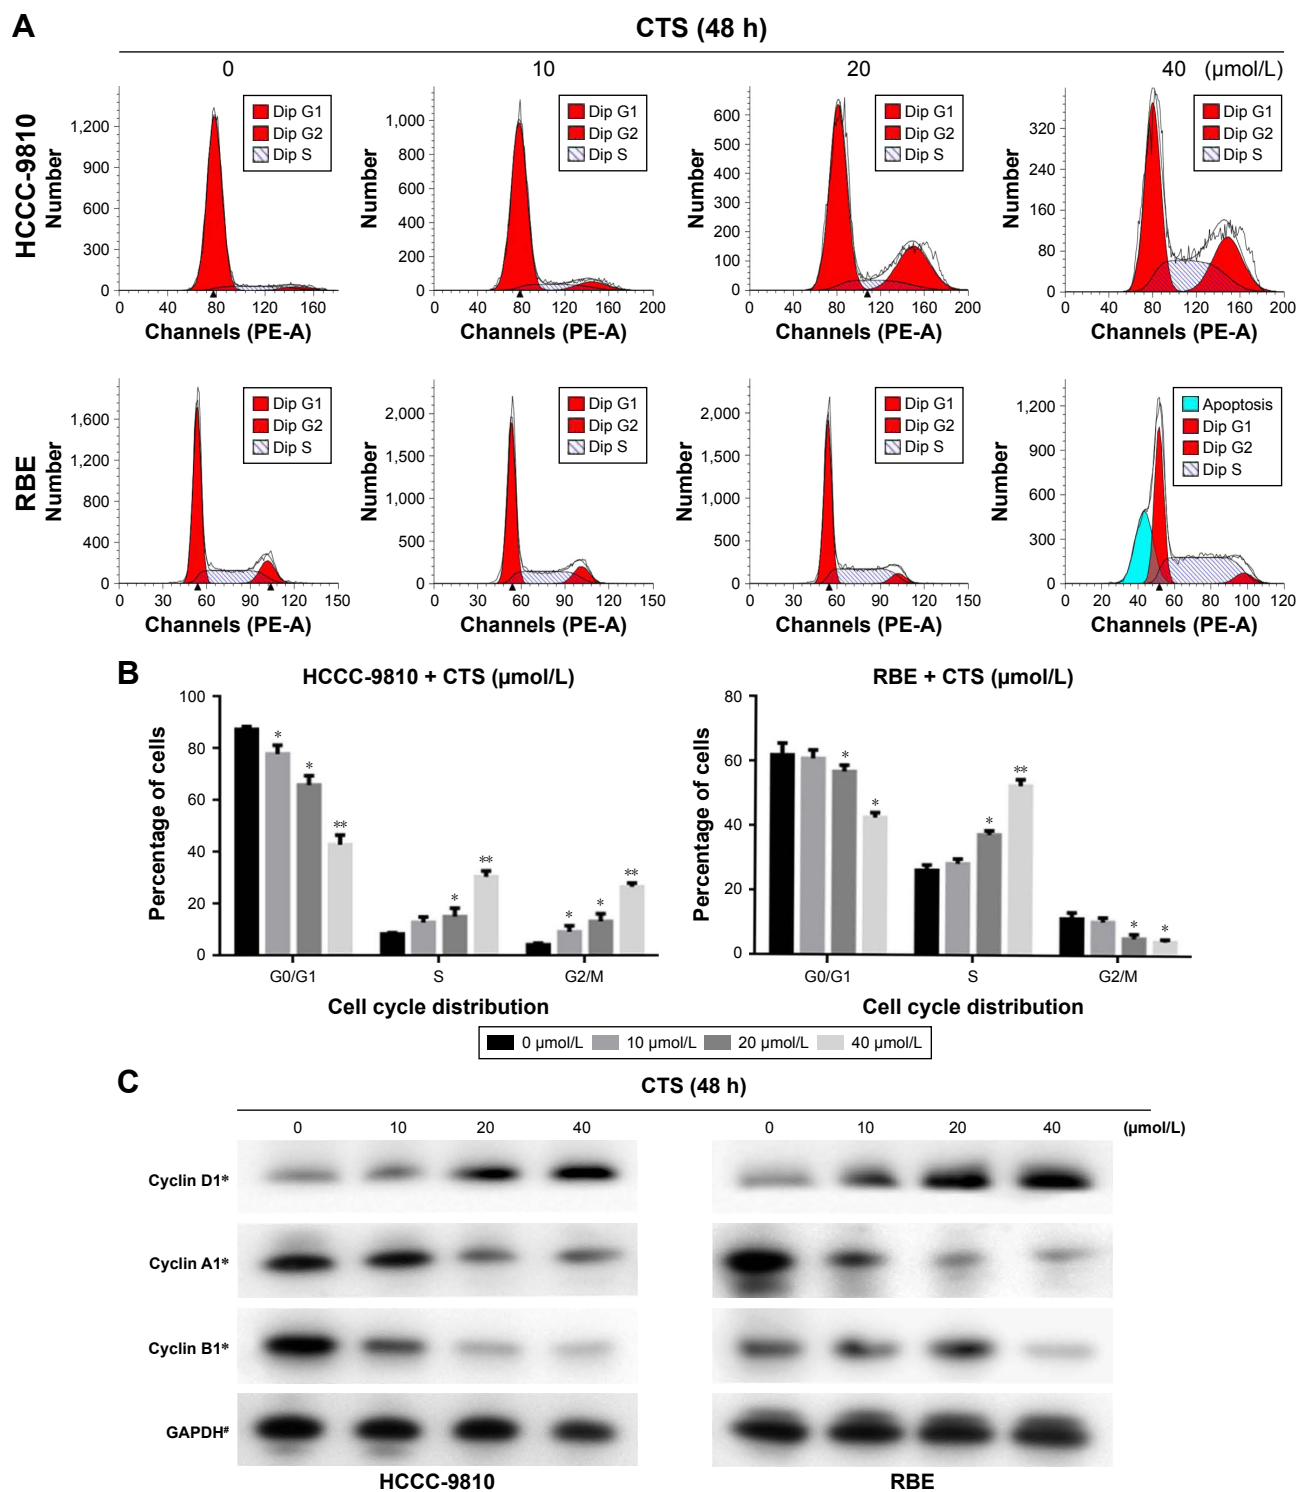 A
CTS (48 h)
0 10 20 40 (μmol/L)
HCCC-9810
Number
1,200
900
600
300
0
0 40 80 120 160
Channels (PE-A)
Dip G1
Dip G2
Dip S
Number
1,000
800
600
400
200
0
0 40 80 120 160 200
Channels (PE-A)
Dip G1
Dip G2
Dip S
Number
600
500
400
300
200
100
0
0 40 80 120 160 200
Channels (PE-A)
Dip G1
Dip G2
Dip S
Number
320
240
160
80
0
0 40 80 120 160 200
Channels (PE-A)
Dip G1
Dip G2
Dip S
RBE
Number
1,600
1,200
800
400
0
0 30 60 90 120 150
Channels (PE-A)
Dip G1
Dip G2
Dip S
Number
2,000
1,500
1,000
500
0
0 30 60 90 120 150
Channels (PE-A)
Dip G1
Dip G2
Dip S
Number
2,000
1,500
1,000
500
0
0 30 60 90 120 150
Channels (PE-A)
Dip G1
Dip G2
Dip S
Number
1,200
900
600
300
0
0 20 40 60 80 100 120
Channels (PE-A)
Apoptosis
Dip G1
Dip G2
Dip S
B
HCCC-9810 + CTS (μmol/L)
Percentage of cells
100
80
60
40
20
0
* * **
* **
* * **
G0/G1 S G2/M
Cell cycle distribution
RBE + CTS (μmol/L)
Percentage of cells
80
60
40
20
0
* *
* **
* *
G0/G1 S G2/M
Cell cycle distribution
0 μmol/L 10 μmol/L 20 μmol/L 40 μmol/L
C
CTS (48 h)
0 10 20 40 0 10 20 40 (μmol/L)
Cyclin D1*
Cyclin A1*
Cyclin B1*
GAPDH#
HCCC-9810 RBE